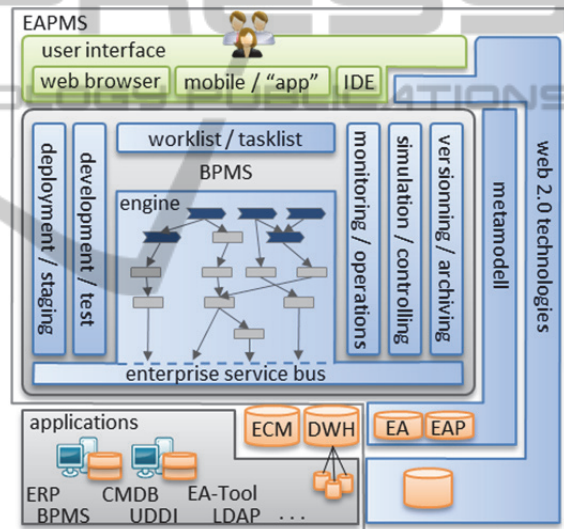 EAPMS
user interface
web browser
mobile / "app"
IDE
deployment / staging
development / test
worklist / tasklist
BPMS
engine
monitoring / operations
simulation / controlling
versionning / archiving
metamodell
web 2.0 technologies
enterprise service bus
applications
ECM
DWH
EA
EAP
ERP
CMDB
EA-Tool
BPMS
UDDI
LDAP
. . .